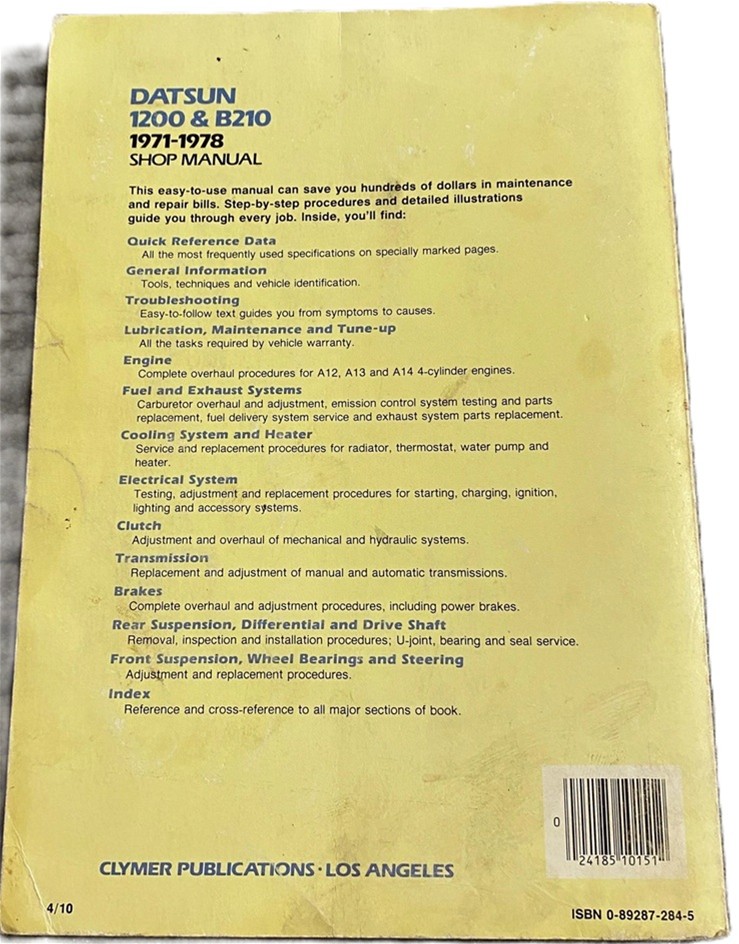 DATSUN
1200 & B210
1971-1978
SHOP MANUAL
This easy-to-use manual can save you hundreds of dollars in maintenance
and repair bills. Step-by-step procedures and detailed illustrations
guide you through every job. Inside, you'll find:
Quick Reference Data
All the most frequently used specifications on specially marked pages.
General Information
Tools, techniques and vehicle identification.
Troubleshooting
Easy-to-follow text guides you from symptoms to causes.
Lubrication, Maintenance and Tune-up
All the tasks required by vehicle warranty.
Engine
Complete overhaul procedures for A12, A13 and A14 4-cylinder engines.
Fuel and Exhaust Systems
Carburetor overhaul and adjustment, emission control system testing and parts
replacement, fuel delivery system service and exhaust system parts replacement.
Cooling System and Heater
Service and replacement procedures for radiator, thermostat, water pump and
heater.
Electrical System
Testing, adjustment and replacement procedures for starting, charging, ignition,
lighting and accessory systems.
Clutch
Adjustment and overhaul of mechanical and hydraulic systems.
Transmission
Replacement and adjustment of manual and automatic transmissions.
Brakes
Complete overhaul and adjustment procedures, including power brakes.
Rear Suspension, Differential and Drive Shaft
Removal, inspection and installation procedures; U-joint, bearing and seal service.
Front Suspension, Wheel Bearings and Steering
Adjustment and replacement procedures.
Index
Reference and cross-reference to all major sections of book.
0
24185 10151
CLYMER PUBLICATIONS · LOS ANGELES
4/10
ISBN 0-89287-284-5